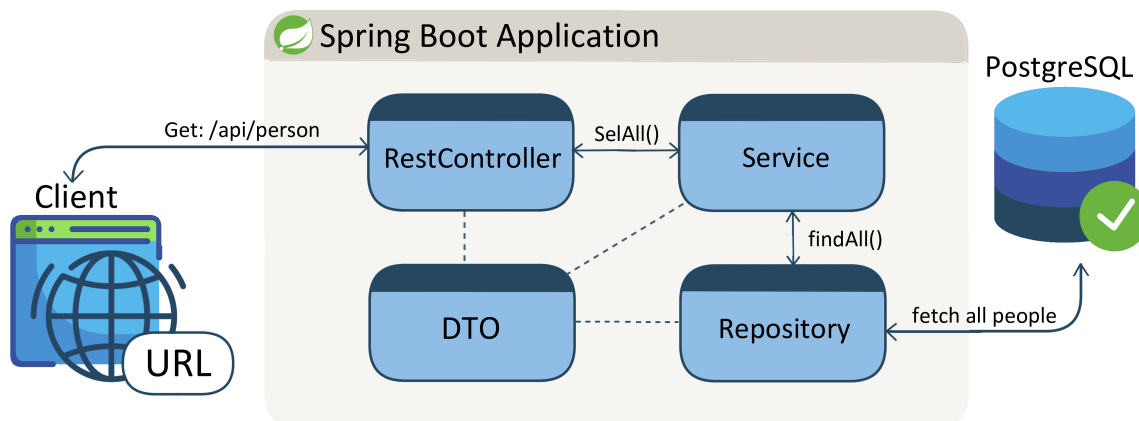 Spring Boot Application
PostgreSQL
Get: /api/person
SelAll()
RestController
Service
Client
findAll()
DTO
Repository
fetch all people
URL